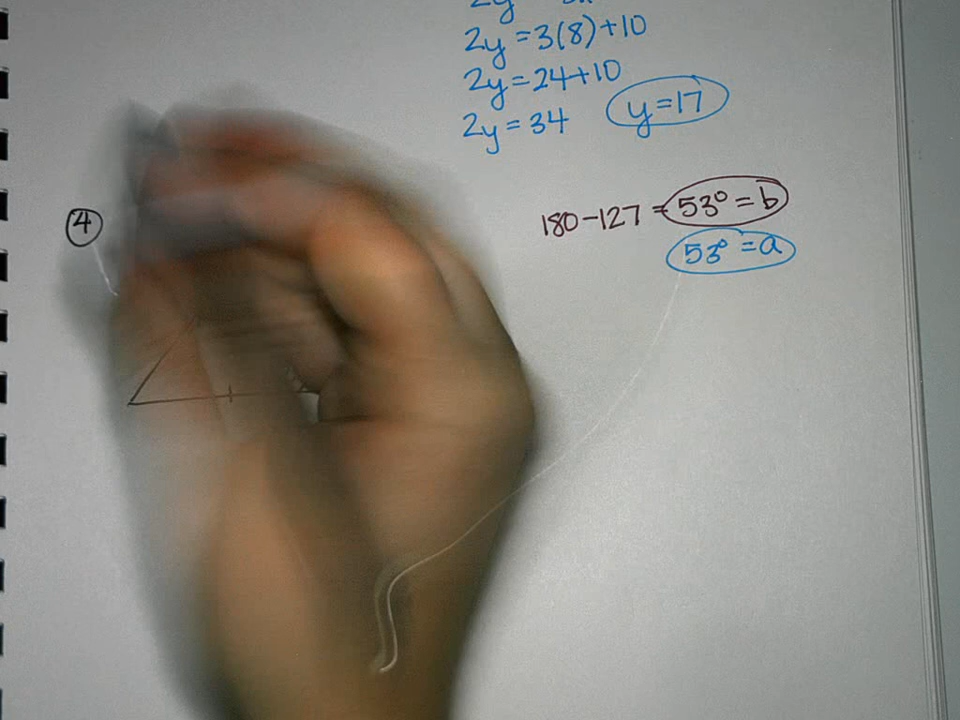 2y = 3(8)+10
2y = 24+10
2y = 34
y=17
④
180-127 = 53° = b
53° = a